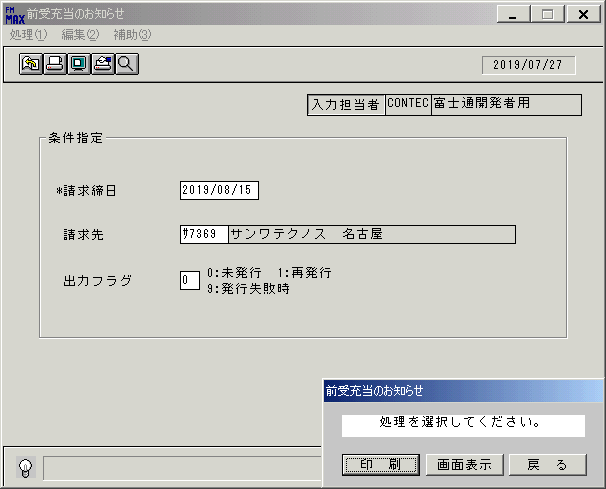 FM MAX 前受充当のお知らせ
処理(1) 編集(2) 補助(3)
2019/07/27
入力担当者 CONTEC 富士通開発者用
条件指定
*請求締日 2019/08/15
請求先 ｻ7369 サンワテクノス 名古屋
出力フラグ 0 0:未発行 1:再発行
9:発行失敗時
前受充当のお知らせ
処理を選択してください。
印 刷 画面表示 戻 る